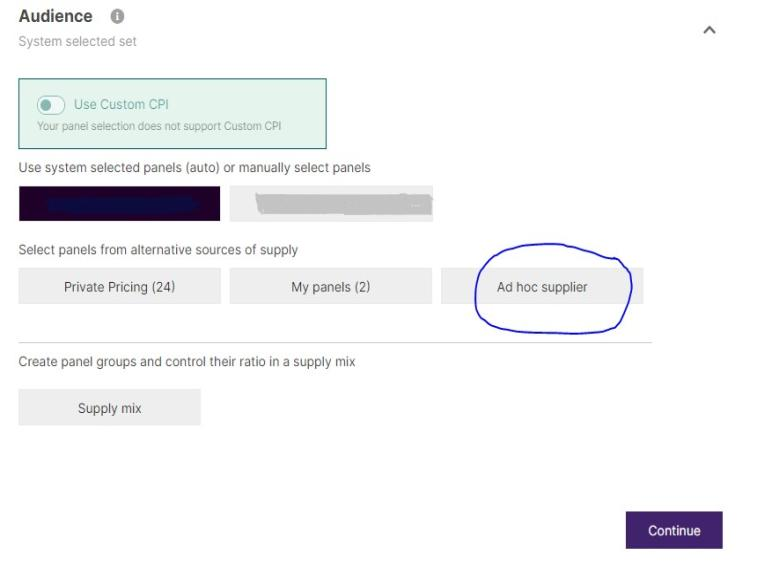 Audience
System selected set
Use Custom CPI
Your panel selection does not support Custom CPI
Use system selected panels (auto) or manually select panels
Select panels from alternative sources of supply
Private Pricing (24) My panels (2) Ad hoc supplier
Create panel groups and control their ratio in a supply mix
Supply mix
Continue